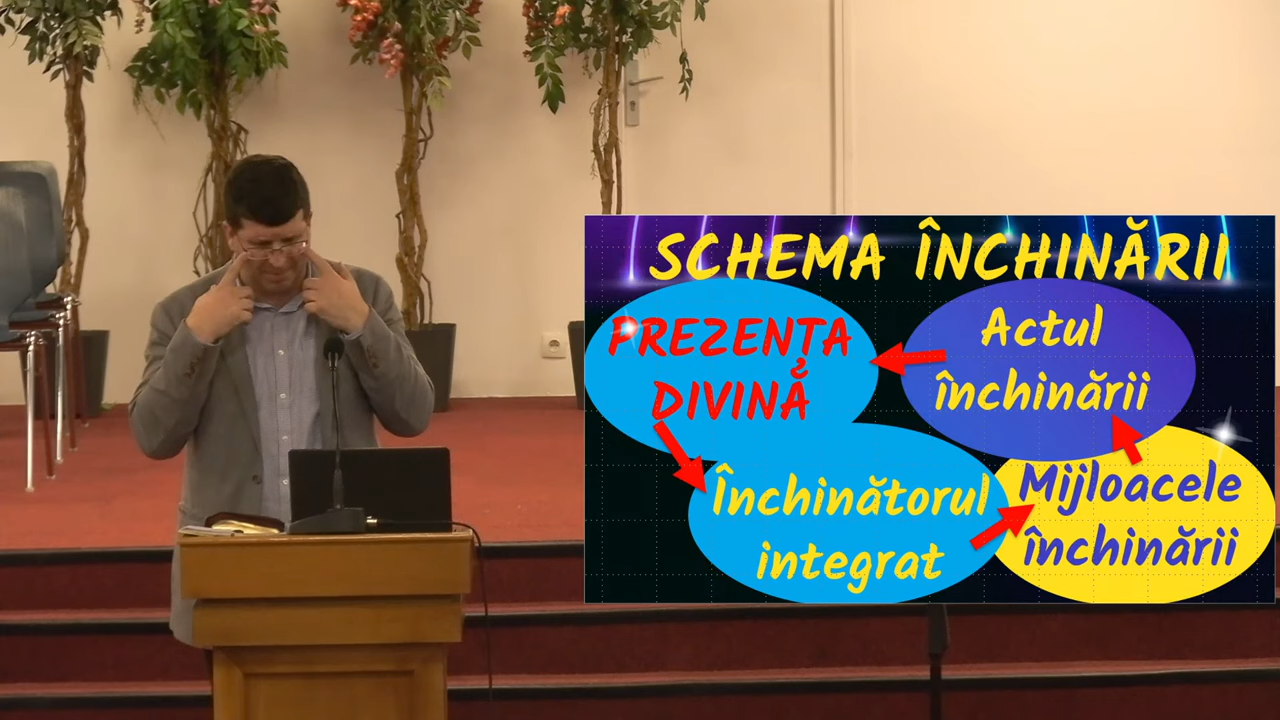 SCHEMA ÎNCHINĂRII
PREZENȚA
DIVINĂ
Actul
închinării
Închinătorul
integrat
Mijloacele
închinării